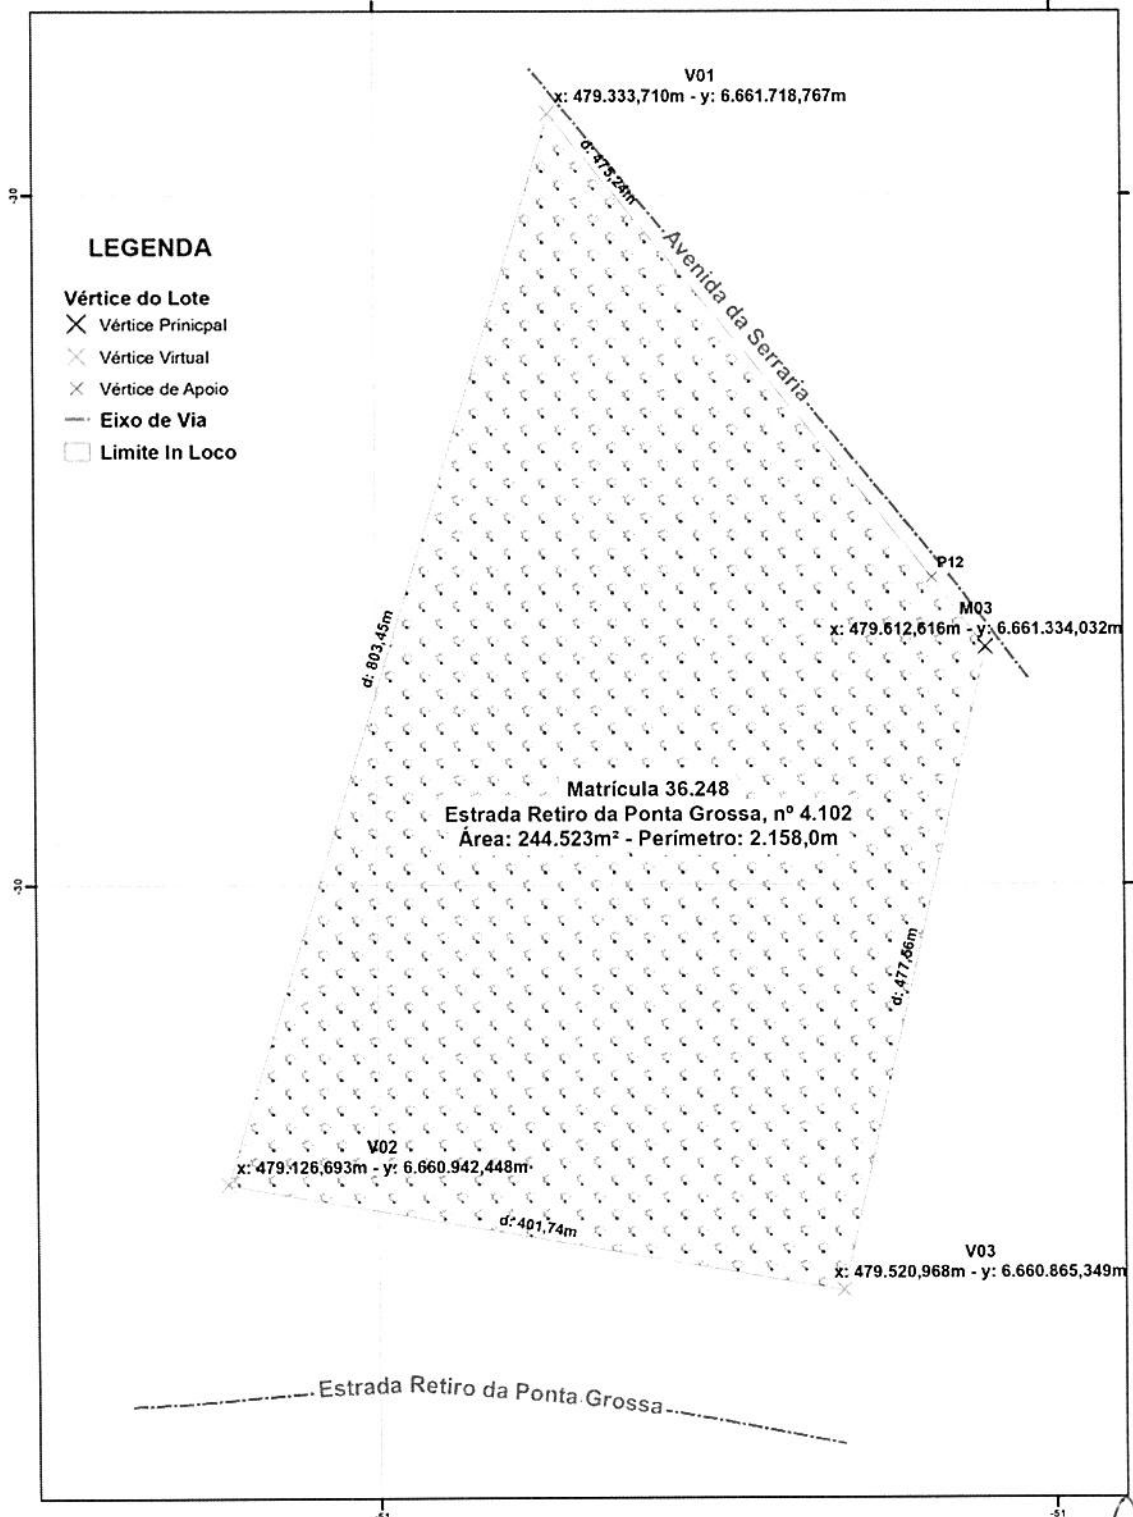 V01
x: 479.333,710m - y: 6.661.718,767m
d: 475,24m
-30
LEGENDA
Vértice do Lote
Vértice Prinicpal
Vértice Virtual
Vértice de Apoio
Eixo de Via
Limite In Loco
Avenida da Serraria
P12
M03
x: 479.612,616m - y: 6.661.334,032m
d: 803,45m
Matrícula 36.248
Estrada Retiro da Ponta Grossa, nº 4.102
Área: 244.523m² - Perímetro: 2.158,0m
-30
d: 477,56m
V02
x: 479.126,693m - y: 6.660.942,448m
d: 401,74m
V03
x: 479.520,968m - y: 6.660.865,349m
Estrada Retiro da Ponta Grossa
-51
-51